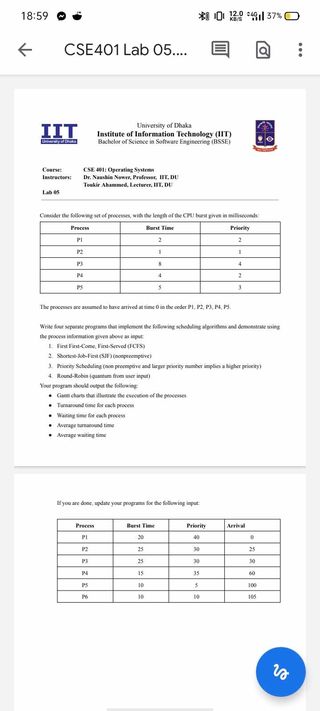 18:59
12.0 KB/S 4G 37%
CSE401 Lab 05....
IIT
University of Dhaka
University of Dhaka
Institute of Information Technology (IIT)
Bachelor of Science in Software Engineering (BSSE)
Course: CSE 401: Operating Systems
Instructors: Dr. Naushin Nower, Professor, IIT, DU
Toukir Ahammed, Lecturer, IIT, DU
Lab 05
Consider the following set of processes, with the length of the CPU burst given in milliseconds:
Process Burst Time Priority
P1 2 2
P2 1 1
P3 8 4
P4 4 2
P5 5 3
The processes are assumed to have arrived at time 0 in the order P1, P2, P3, P4, P5.
Write four separate programs that implement the following scheduling algorithms and demonstrate using
the process information given above as input:
1. First First-Come, First-Served (FCFS)
2. Shortest-Job-First (SJF) (nonpreemptive)
3. Priority Scheduling (non preemptive and larger priority number implies a higher priority)
4. Round-Robin (quantum from user input)
Your program should output the following:
● Gantt charts that illustrate the execution of the processes
● Turnaround time for each process
● Waiting time for each process
● Average turnaround time
● Average waiting time
If you are done, update your programs for the following input:
Process Burst Time Priority Arrival
P1 20 40 0
P2 25 30 25
P3 25 30 30
P4 15 35 60
P5 10 5 100
P6 10 10 105